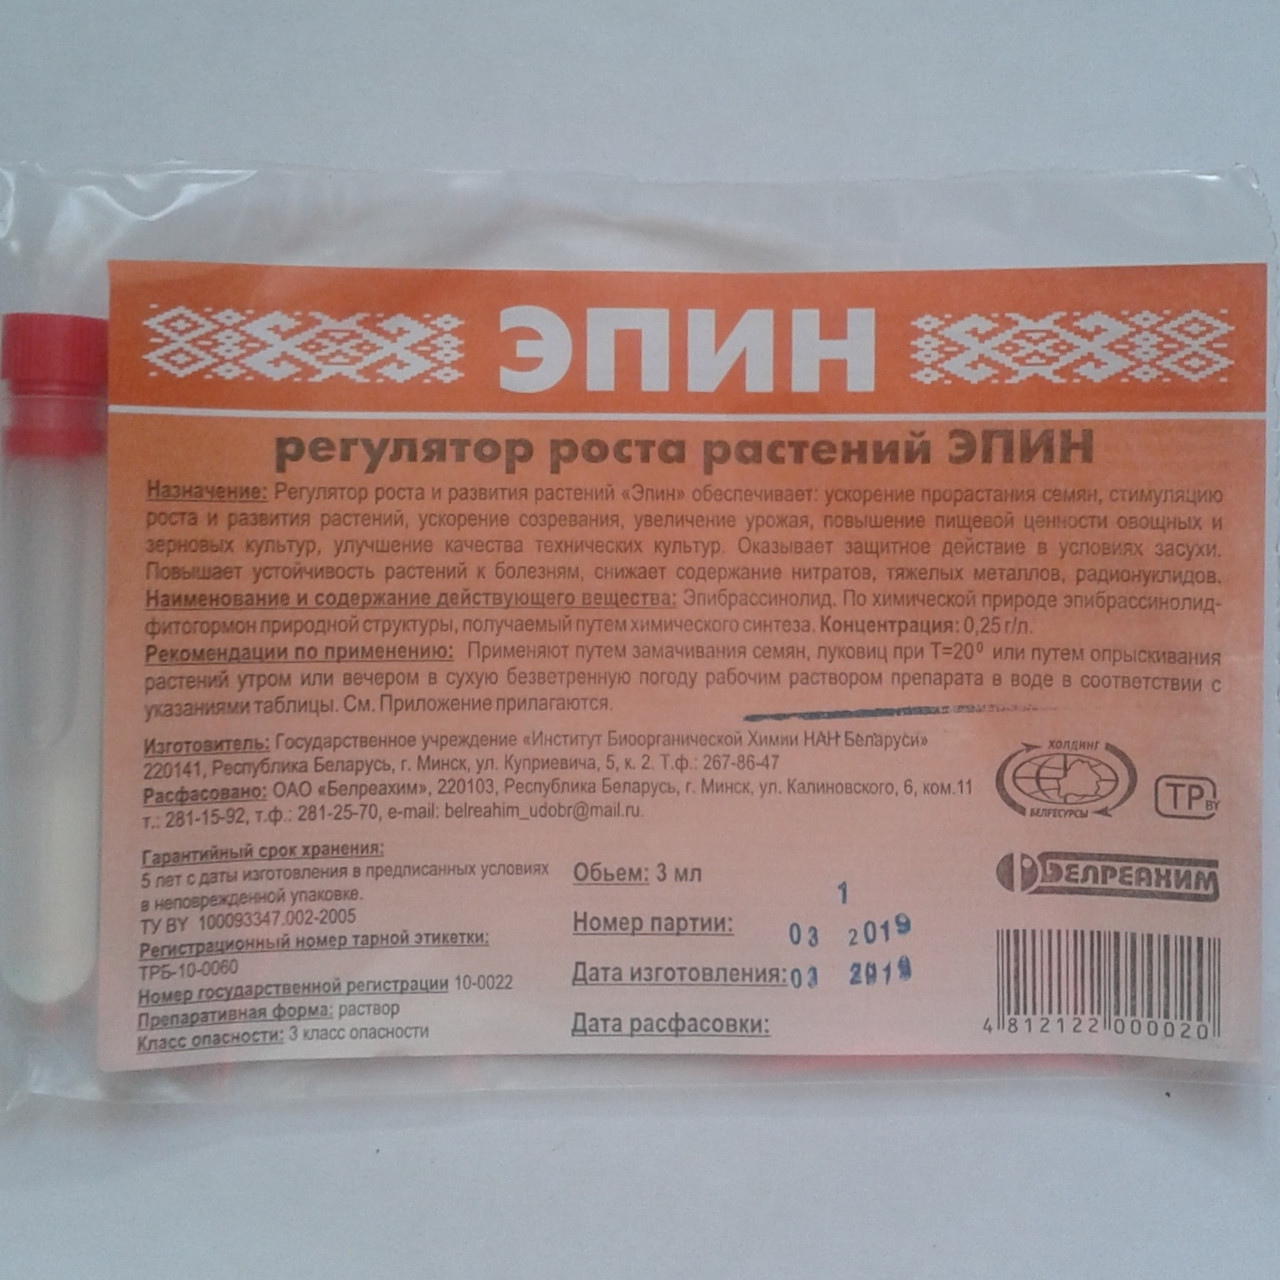 ЭПИН
регулятор роста растений ЭПИН
Назначение: Регулятор роста и развития растений «Эпин» обеспечивает: ускорение прорастания семян, стимуляцию
роста и развития растений, ускорение созревания, увеличение урожая, повышение пищевой ценности овощных и
зерновых культур, улучшение качества технических культур. Оказывает защитное действие в условиях засухи.
Повышает устойчивость растений к болезням, снижает содержание нитратов, тяжелых металлов, радионуклидов.
Наименование и содержание действующего вещества: Эпибрассинолид. По химической природе эпибрассинолид-
фитогормон природной структуры, получаемый путем химического синтеза. Концентрация: 0,25 г/л.
Рекомендации по применению: Применяют путем замачивания семян, луковиц при Т=20⁰ или путем опрыскивания
растений утром или вечером в сухую безветренную погоду рабочим раствором препарата в воде в соответствии с
указаниями таблицы. См. Приложение прилагаются.
Изготовитель: Государственное учреждение «Институт Биоорганической Химии НАН Беларуси»
220141, Республика Беларусь, г. Минск, ул. Куприевича, 5, к. 2. Т.ф.: 267-86-47
Расфасовано: ОАО «Белреахим», 220103, Республика Беларусь, г. Минск, ул. Калиновского, 6, ком.11
т.: 281-15-92, т.ф.: 281-25-70, e-mail: belreahim_udobr@mail.ru.
ХОЛДИНГ
БЕЛРЕСУРСЫ
ТР BY
БЕЛРЕАХИМ
Гарантийный срок хранения:
5 лет с даты изготовления в предписанных условиях
в неповрежденной упаковке.
ТУ BY 100093347.002-2005
Регистрационный номер тарной этикетки:
ТРБ-10-0060
Номер государственной регистрации 10-0022
Препаративная форма: раствор
Класс опасности: 3 класс опасности
Обьем: 3 мл
1
Номер партии: 03 2019
Дата изготовления: 03 2019
Дата расфасовки:
4 812122 000020